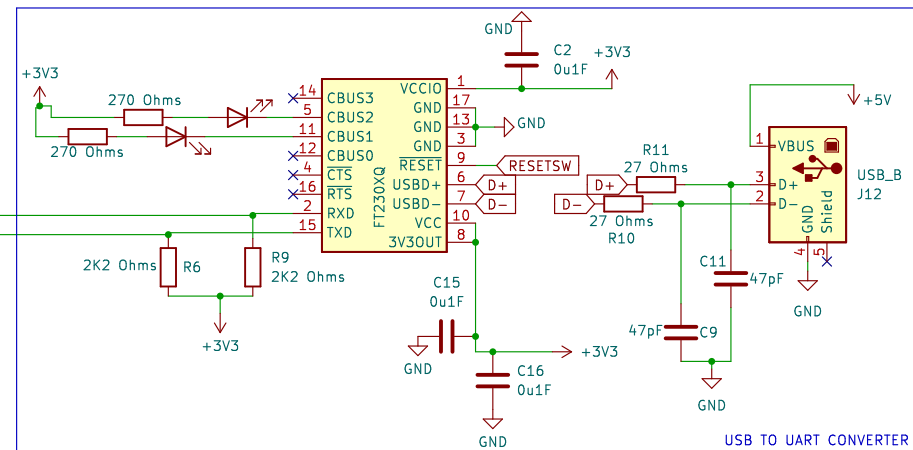 GND
C2
0u1F
+3V3
+3V3
270 Ohms
270 Ohms
14
5
11
12
4
16
2
15
CBUS3
CBUS2
CBUS1
CBUS0
CTS
RTS
RXD
TXD
FT230XQ
VCCIO
GND
GND
GND
RESET
USBD+
USBD-
VCC
3V3OUT
1
17
13
3
9
6
7
10
8
GND
RESETSW
D+
D-
R11
27 Ohms
D+
D-
27 Ohms
R10
+5V
1
3
2
VBUS
D+
D-
GND
Shield
4
5
USB_B
J12
GND
2K2 Ohms
R6
R9
2K2 Ohms
+3V3
C15
0u1F
GND
+3V3
C16
0u1F
GND
C11
47pF
47pF
C9
GND
USB TO UART CONVERTER